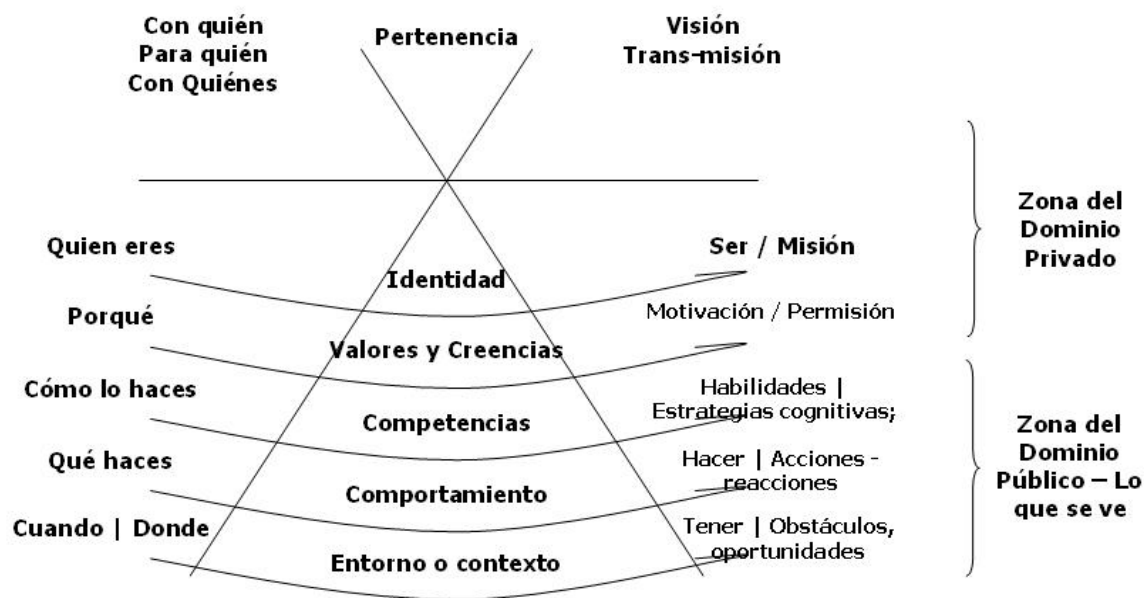 Con quién
Para quién
Con Quiénes
Pertenencia
Visión
Trans-misión
Quien eres
Identidad
Ser / Misión
Porqué
Valores y Creencias
Motivación / Permisión
Cómo lo haces
Competencias
Habilidades |
Estrategias cognitivas;
Qué haces
Comportamiento
Hacer | Acciones -
reacciones
Cuando | Donde
Entorno o contexto
Tener | Obstáculos,
oportunidades
Zona del
Dominio
Privado
Zona del
Dominio
Público – Lo
que se ve